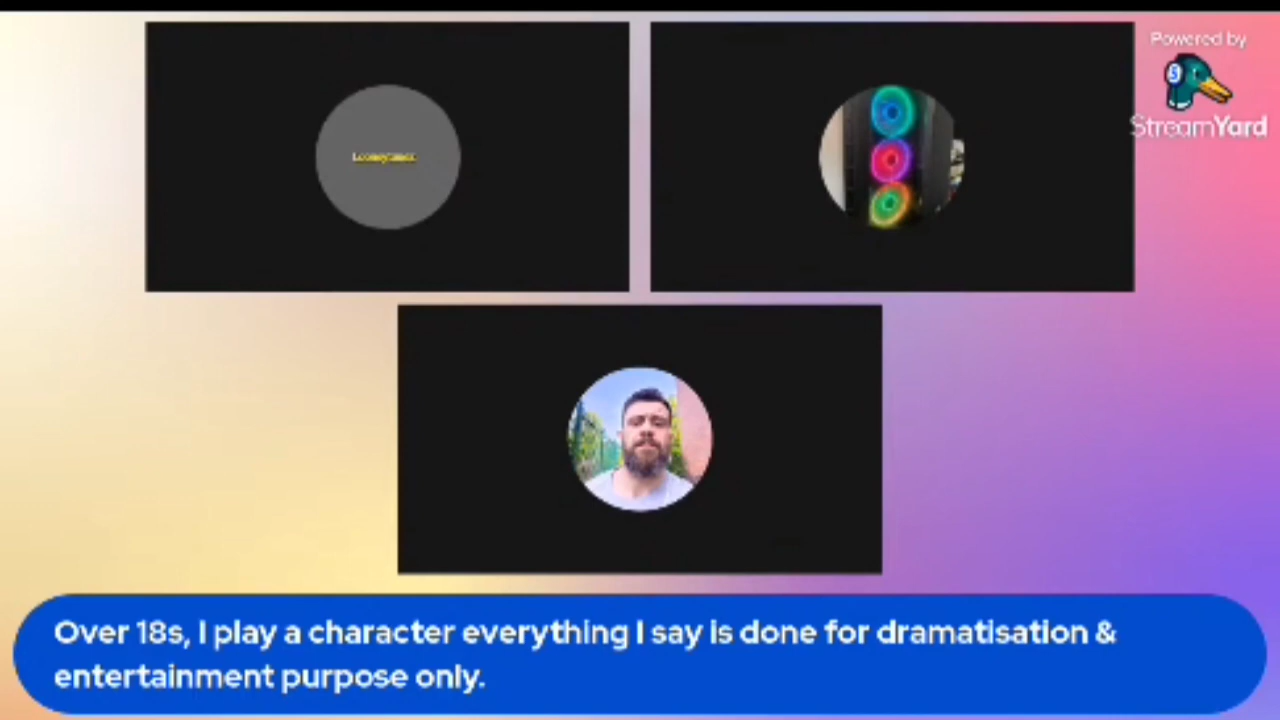 Powered by
StreamYard
Over 18s, I play a character everything I say is done for dramatisation &
entertainment purpose only.